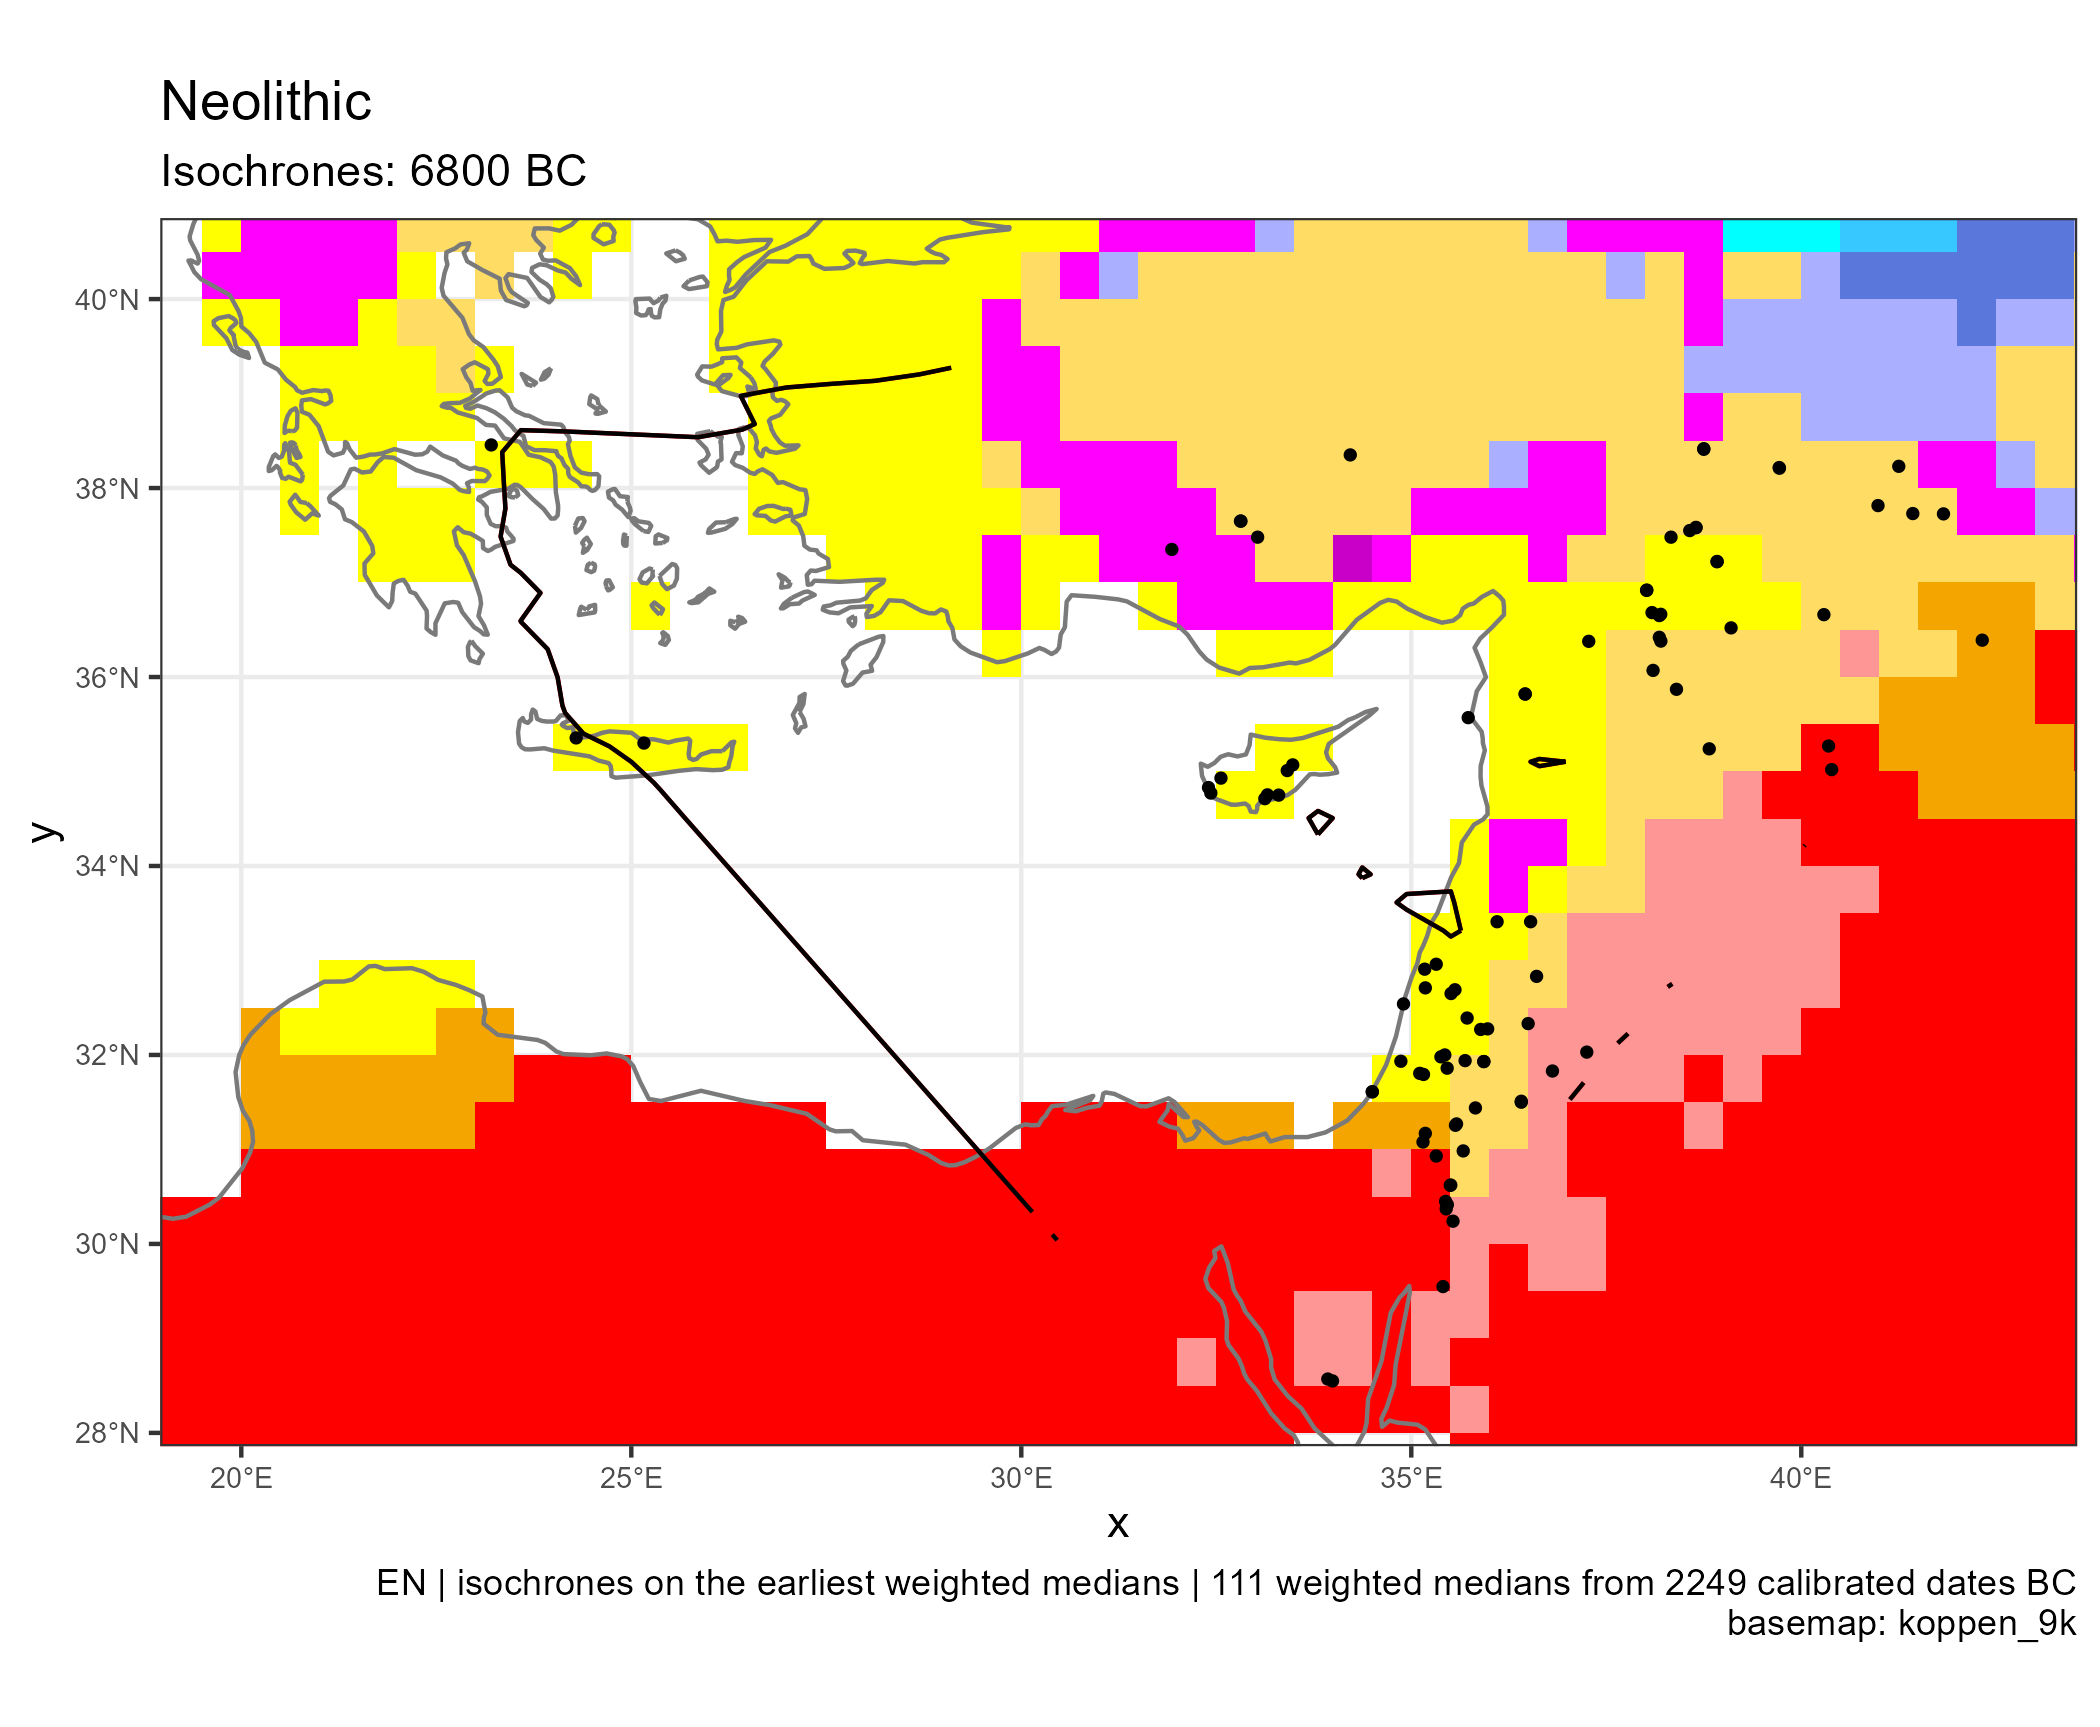 Neolithic
Isochrones: 6800 BC
40°N
38°N
36°N
34°N
32°N
30°N
28°N
y
20°E
25°E
30°E
35°E
40°E
x
EN | isochrones on the earliest weighted medians | 111 weighted medians from 2249 calibrated dates BC
basemap: koppen_9k